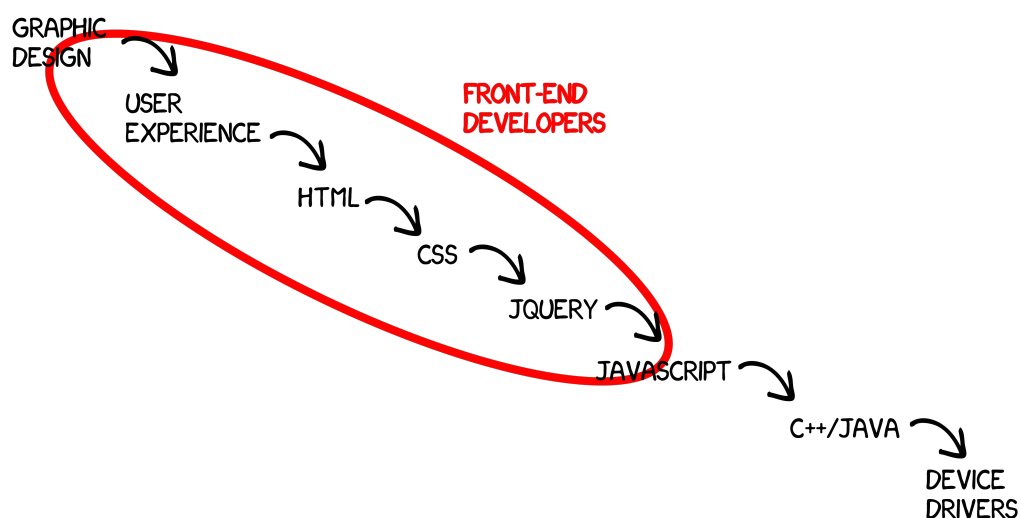 GRAPHIC
DESIGN
FRONT-END
DEVELOPERS
USER
EXPERIENCE
HTML
CSS
JQUERY
JAVASCRIPT
C++/JAVA
DEVICE
DRIVERS